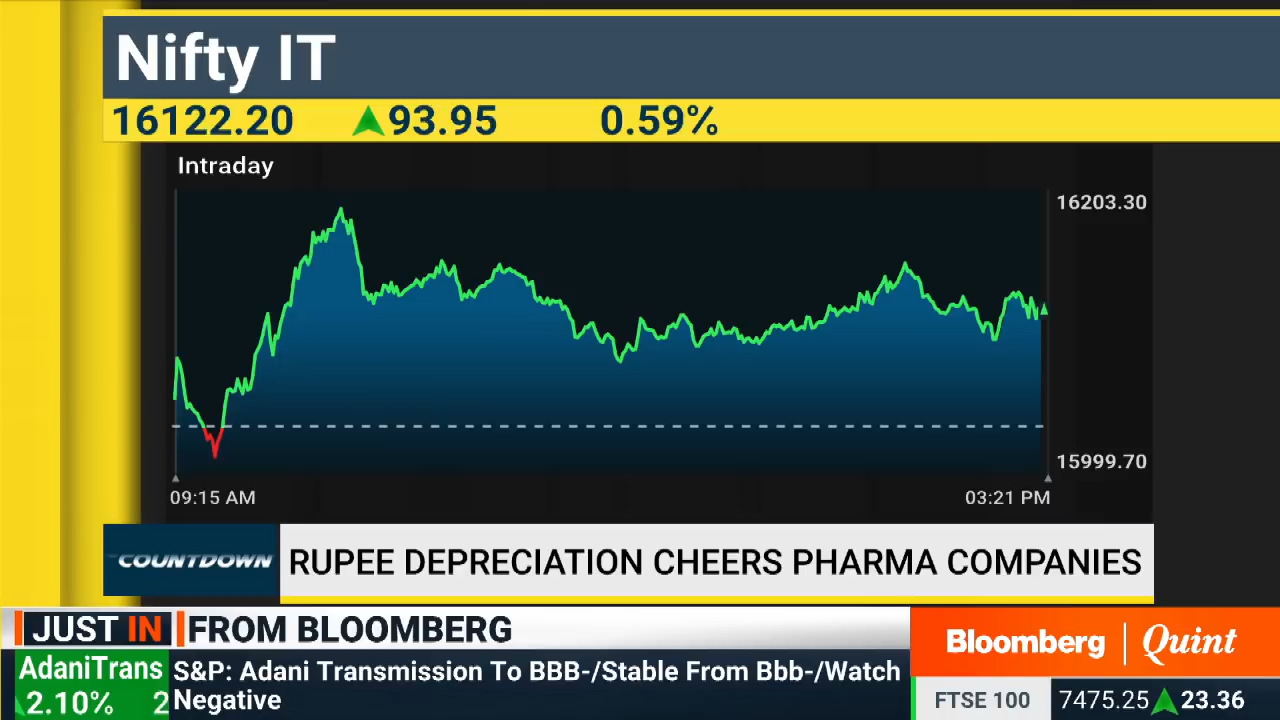 Nifty IT
16122.20 ▲93.95 0.59%
Intraday
16203.30
15999.70
09:15 AM 03:21 PM
COUNTDOWN RUPEE DEPRECIATION CHEERS PHARMA COMPANIES
JUST IN FROM BLOOMBERG
Bloomberg | Quint
AdaniTrans S&P: Adani Transmission To BBB-/Stable From Bbb-/Watch
2.10% 2 Negative
FTSE 100 7475.25 ▲ 23.36